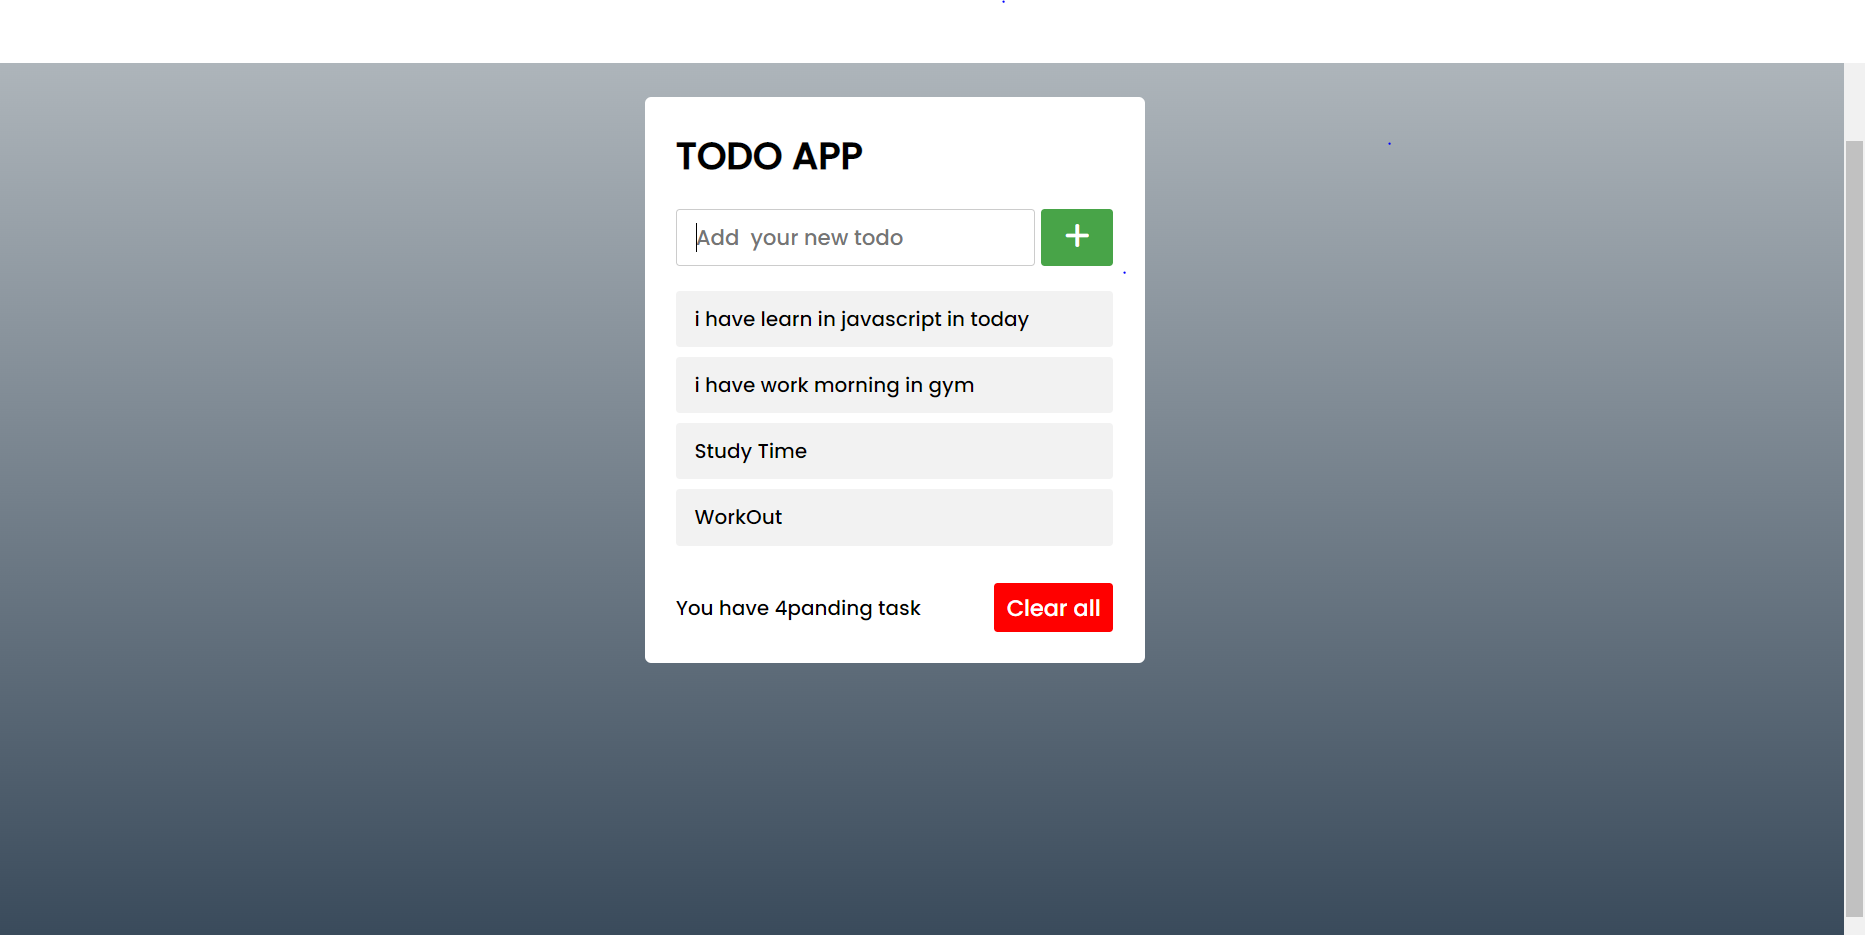 TODO APP
Add  your new todo
i have learn in javascript in today
i have work morning in gym
Study Time
WorkOut
You have 4panding task
Clear all